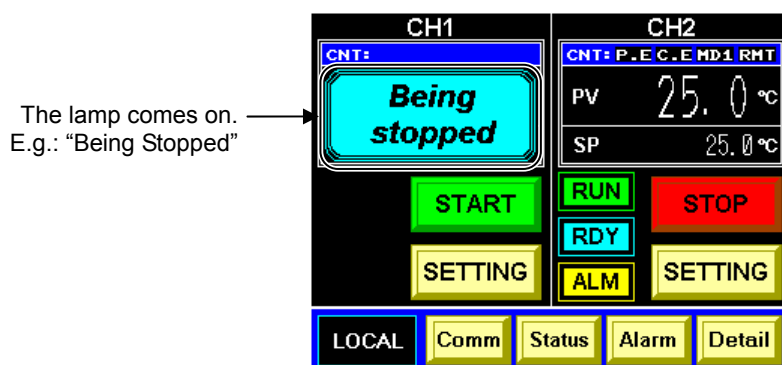 The lamp comes on.
E.g.: “Being Stopped”
CH1
CNT:
Being
stopped
START
SETTING
CH2
CNT: P.E C.E MD1 RMT
PV 25.0 °C
SP 25.0 °C
RUN
RDY
ALM
STOP
SETTING
LOCAL Comm Status Alarm Detail